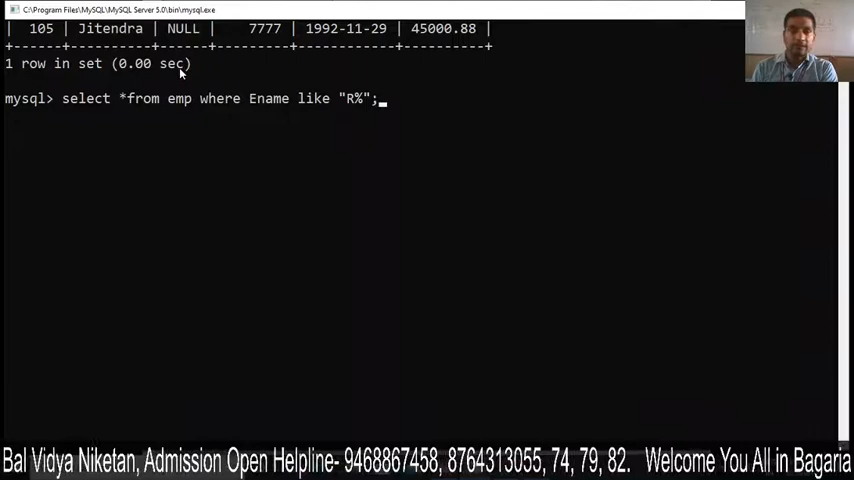 C:\Program Files\MySQL\MySQL Server 5.0\bin\mysql.exe
| 105 | Jitendra | NULL | 7777 | 1992-11-29 | 45000.88 |
+------+----------+------+---------+------------+----------+
1 row in set (0.00 sec)
mysql> select *from emp where Ename like "R%";
Bal Vidya Niketan, Admission Open Helpline- 9468867458, 8764313055, 74, 79, 82. Welcome You All in Bagaria